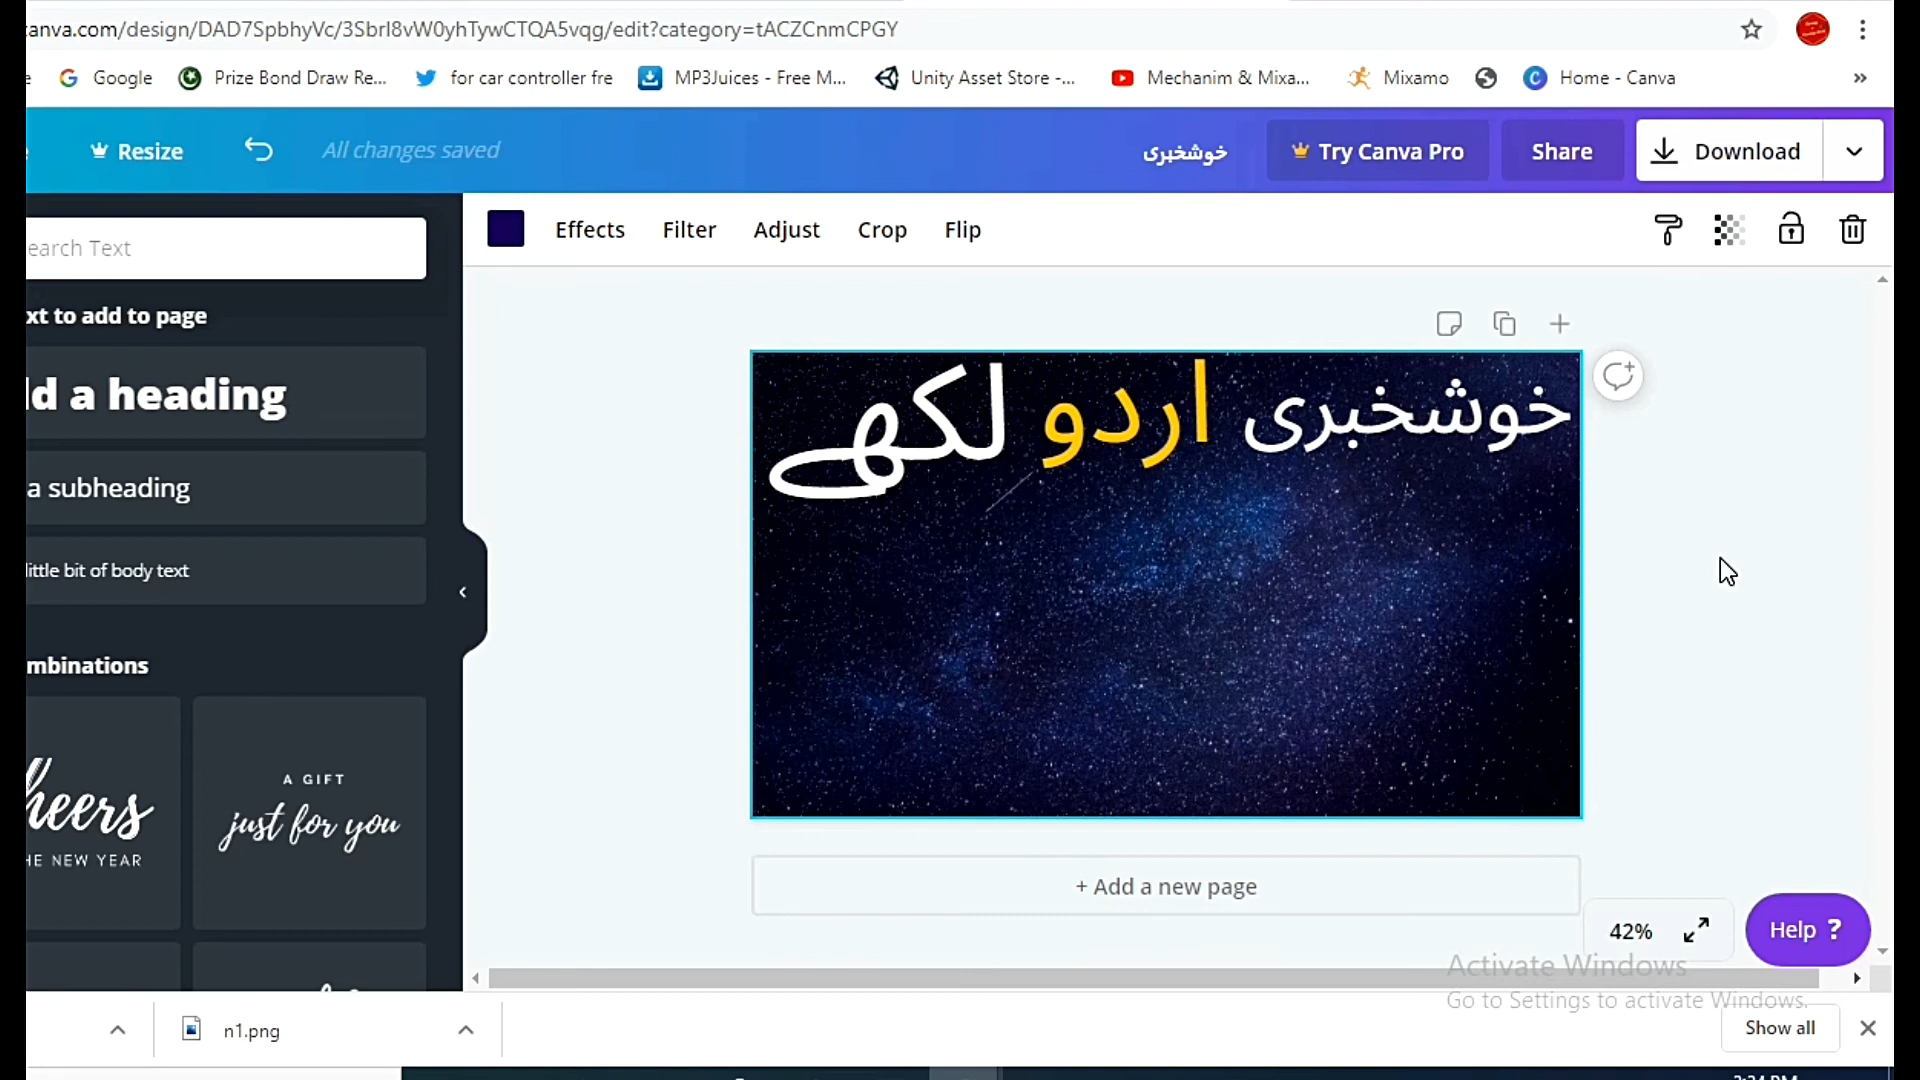 anva.com/design/DAD7SpbhyVc/3Sbrl8vW0yhTywCTQA5vqg/edit?category=tACZCnmCPGY
Google Prize Bond Draw Re... for car controller fre MP3Juices - Free M... Unity Asset Store -... Mechanim & Mixa... Mixamo Home - Canva »
Resize All changes saved خوشخبری Try Canva Pro Share Download
earch Text
Effects Filter Adjust Crop Flip
xt to add to page
d a heading
a subheading
ittle bit of body text
mbinations
heers
HE NEW YEAR
A GIFT
just for you
خوشخبری اردو لکھے
+ Add a new page
42%
Help ?
Activate Windows
Go to Settings to activate Windows.
n1.png
Show all